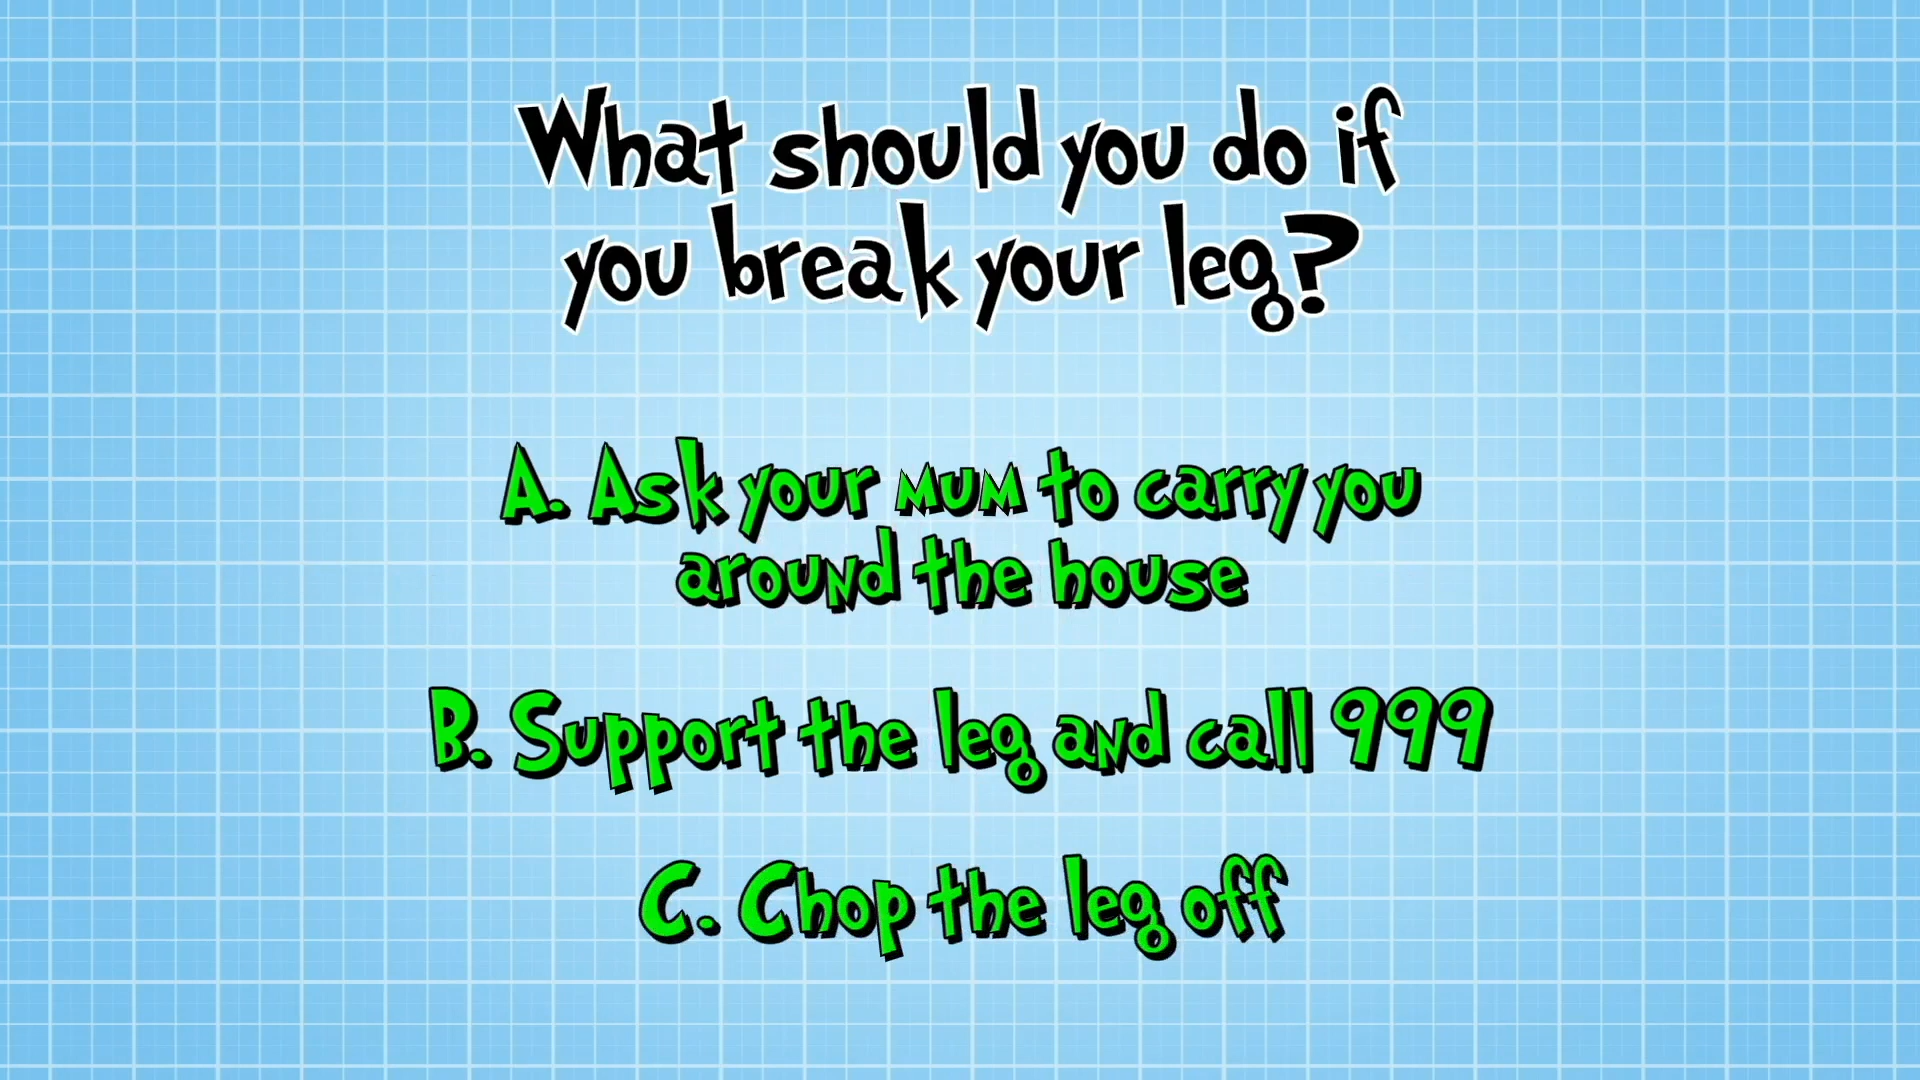 What should you do if
you break your leg?
A. Ask your mum to carry you
around the house
B. Support the leg and call 999
C. Chop the leg off